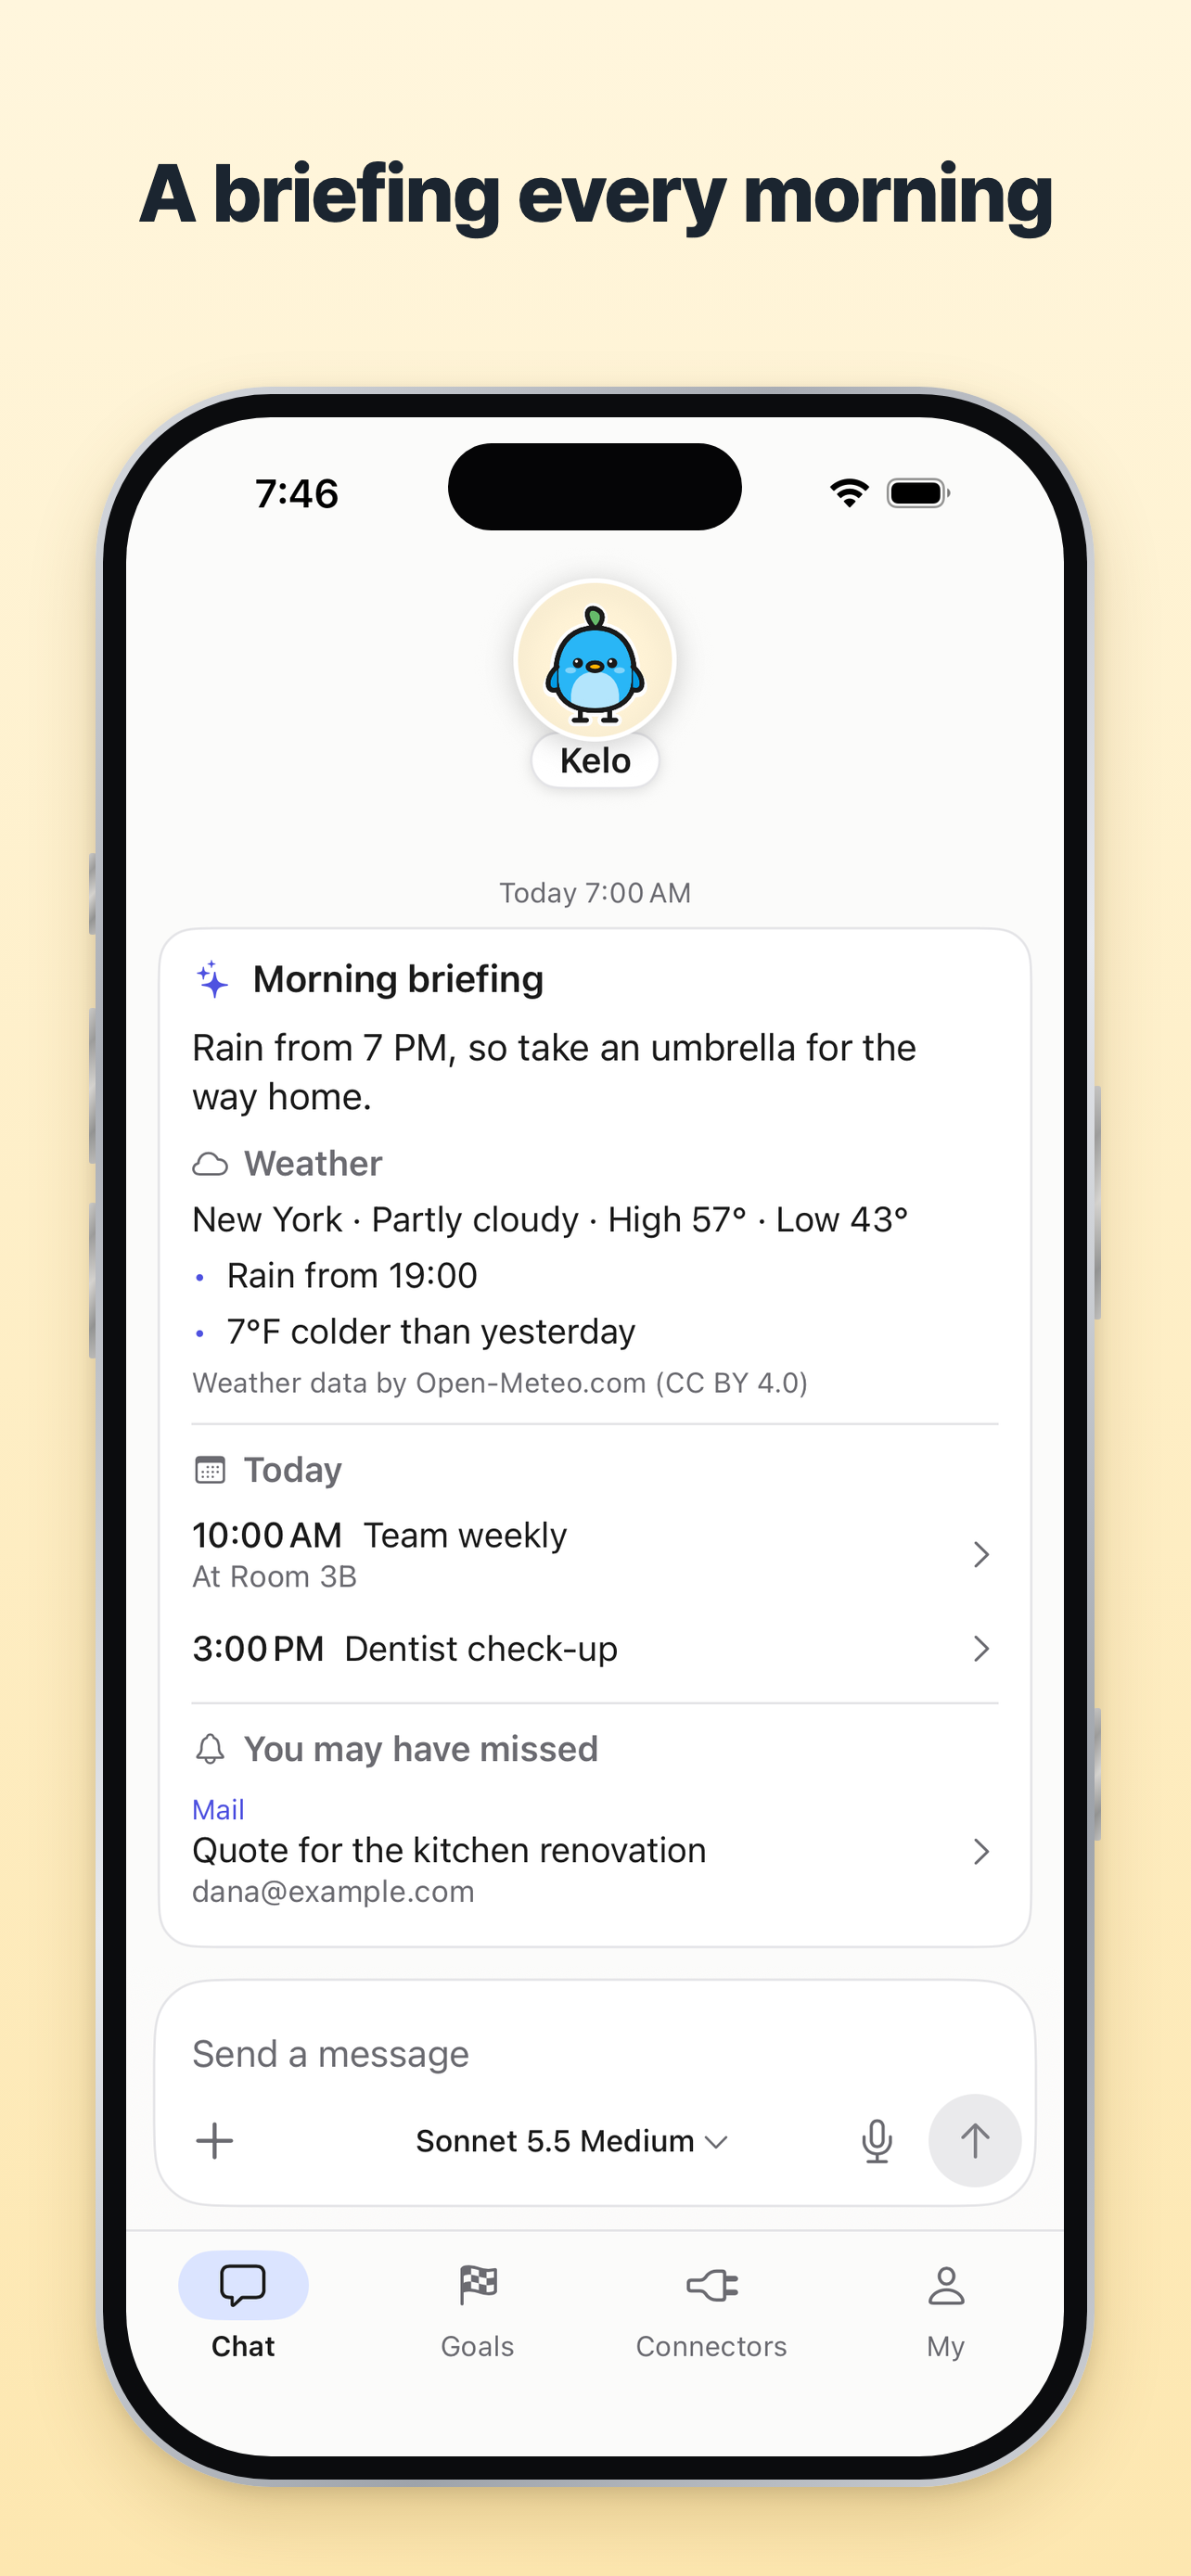 A briefing every morning
7:46
Kelo
Today 7:00 AM
Morning briefing
Rain from 7 PM, so take an umbrella for the
way home.
Weather
New York · Partly cloudy · High 57° · Low 43°
• Rain from 19:00
• 7°F colder than yesterday
Weather data by Open-Meteo.com (CC BY 4.0)
Today
10:00 AM Team weekly
At Room 3B
3:00 PM Dentist check-up
You may have missed
Mail
Quote for the kitchen renovation
dana@example.com
Send a message
Sonnet 5.5 Medium
Chat Goals Connectors My